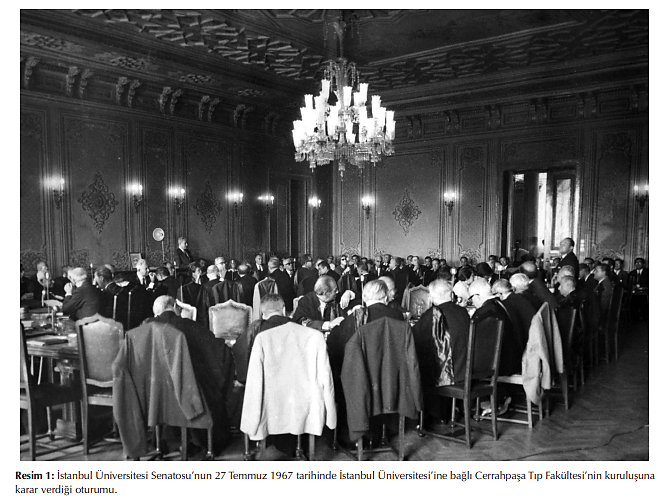 Resim 1: İstanbul Üniversitesi Senatosu’nun 27 Temmuz 1967 tarihinde İstanbul Üniversitesi’ine bağlı Cerrahpaşa Tıp Fakültesi’nin kuruluşuna
karar verdiği oturumu.